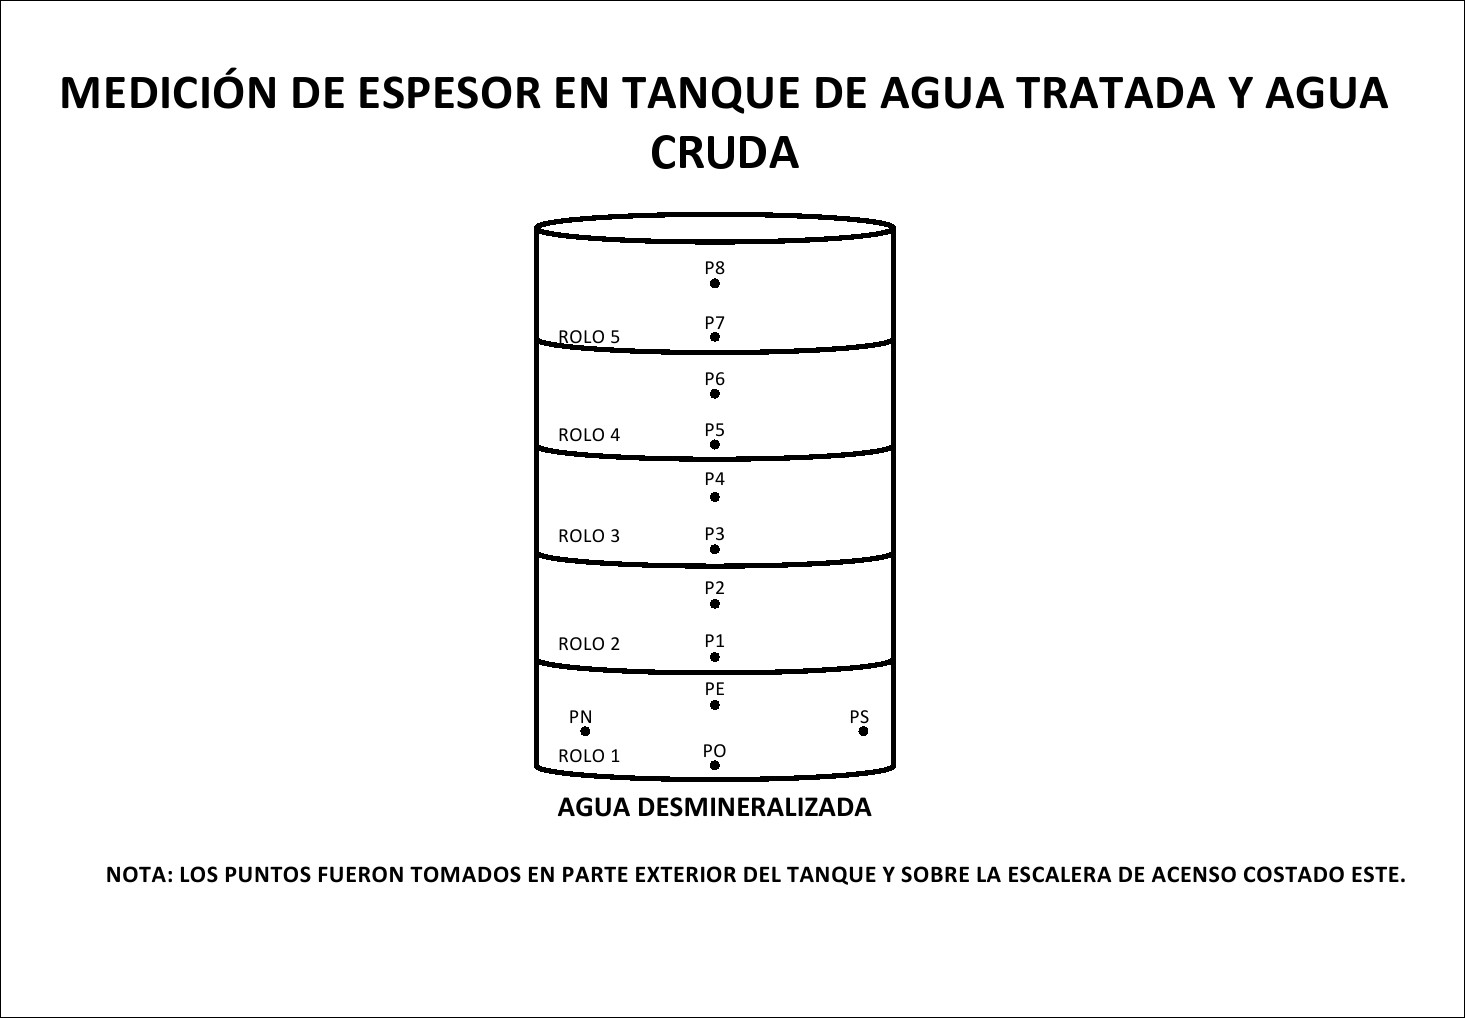 MEDICIÓN DE ESPESOR EN TANQUE DE AGUA TRATADA Y AGUA
CRUDA
P8
P7
ROLO 5
P6
P5
ROLO 4
P4
P3
ROLO 3
P2
P1
ROLO 2
PE
PN
PS
PO
ROLO 1
AGUA DESMINERALIZADA
NOTA: LOS PUNTOS FUERON TOMADOS EN PARTE EXTERIOR DEL TANQUE Y SOBRE LA ESCALERA DE ACENSO COSTADO ESTE.